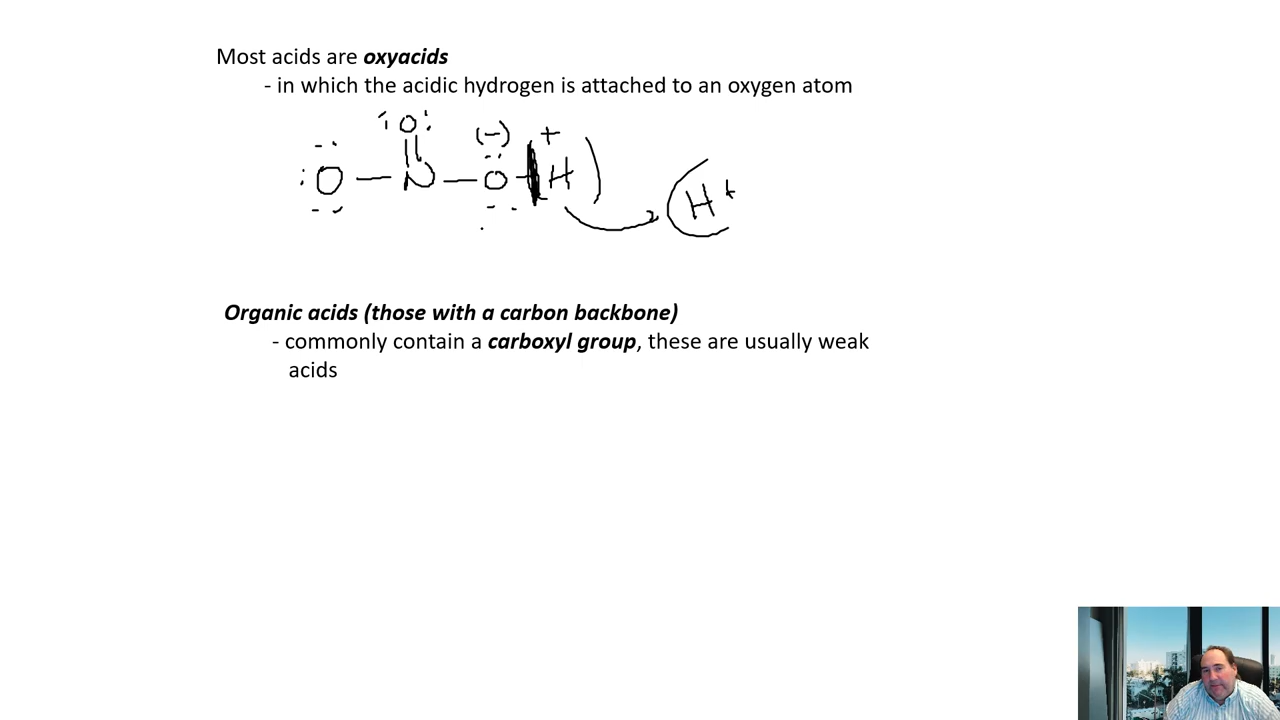 Most acids are oxyacids
- in which the acidic hydrogen is attached to an oxygen atom
:O:
(-) +
:O — N — O + H ) H+
Organic acids (those with a carbon backbone)
- commonly contain a carboxyl group, these are usually weak
acids